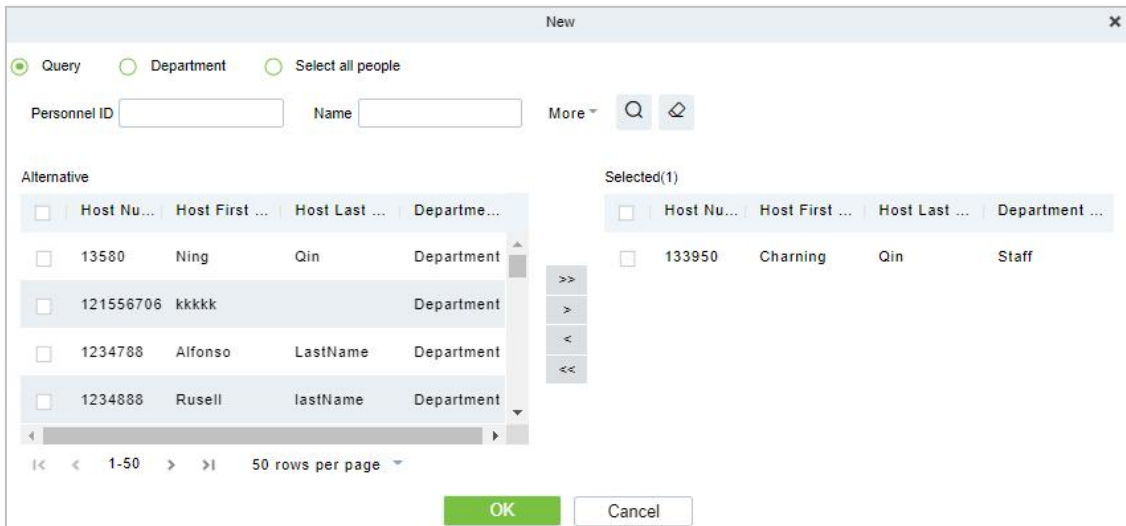 New
Query Department Select all people
Personnel ID Name More
Alternative Selected(1)
Host Nu... Host First ... Host Last ... Departme... Host Nu... Host First ... Host Last ... Department ...
13580 Ning Qin Department 133950 Charning Qin Staff
>>
121556706 kkkkk Department
>
<
1234788 Alfonso LastName Department
<<
1234888 Rusell lastName Department
1-50 50 rows per page
OK Cancel